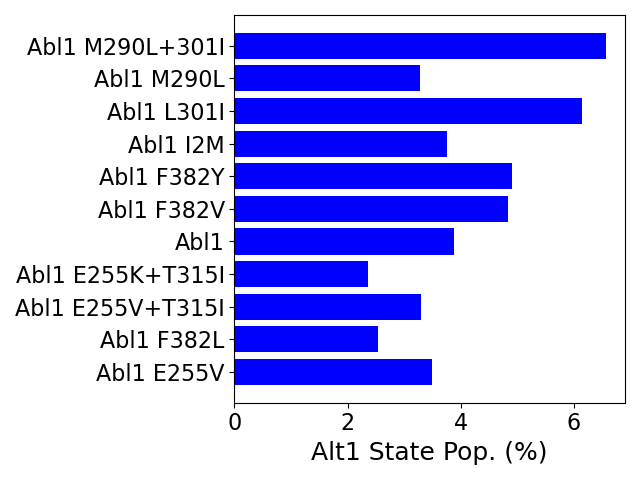 Abl1 M290L+301I
Abl1 M290L
Abl1 L301I
Abl1 I2M
Abl1 F382Y
Abl1 F382V
Abl1
Abl1 E255K+T315I
Abl1 E255V+T315I
Abl1 F382L
Abl1 E255V
0 2 4 6
Alt1 State Pop. (%)